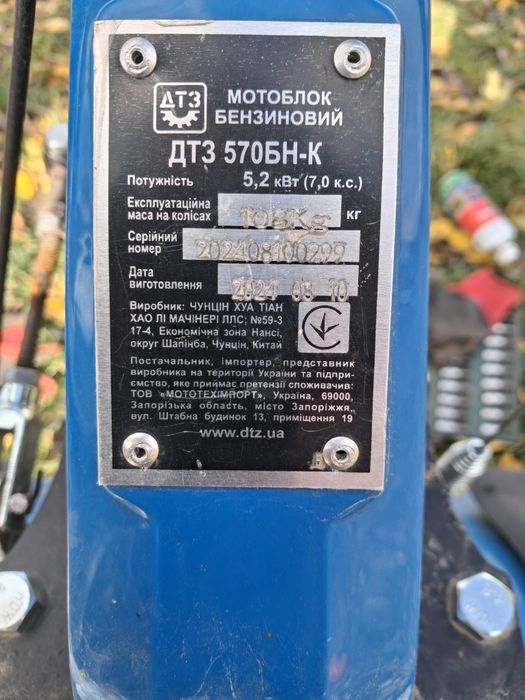 ДТЗ
МОТОБЛОК
БЕНЗИНОВИЙ
ДТЗ 570БН-К
Потужність 5,2 кВт (7,0 к.с.)
Експлуатаційна
маса на колісах 108Kg кг
Серійний
номер 202408100299
Дата
виготовлення 2024 08 10
Виробник: ЧУНЦІН ХУА ТІАН
ХАО ЛІ МАЧІНЕРІ ЛЛС; №59-3
17-4, Економічна зона Нансі,
округ Шапінба, Чунцін, Китай
Постачальник, імпортер, представник
виробника на території України та підпри-
ємство, яке приймає претензії споживачів:
ТОВ «МОТОТЕХІМПОРТ», Україна, 69000,
Запорізька область, місто Запоріжжя,
вул. Штабна будинок 13, приміщення 19
www.dtz.ua